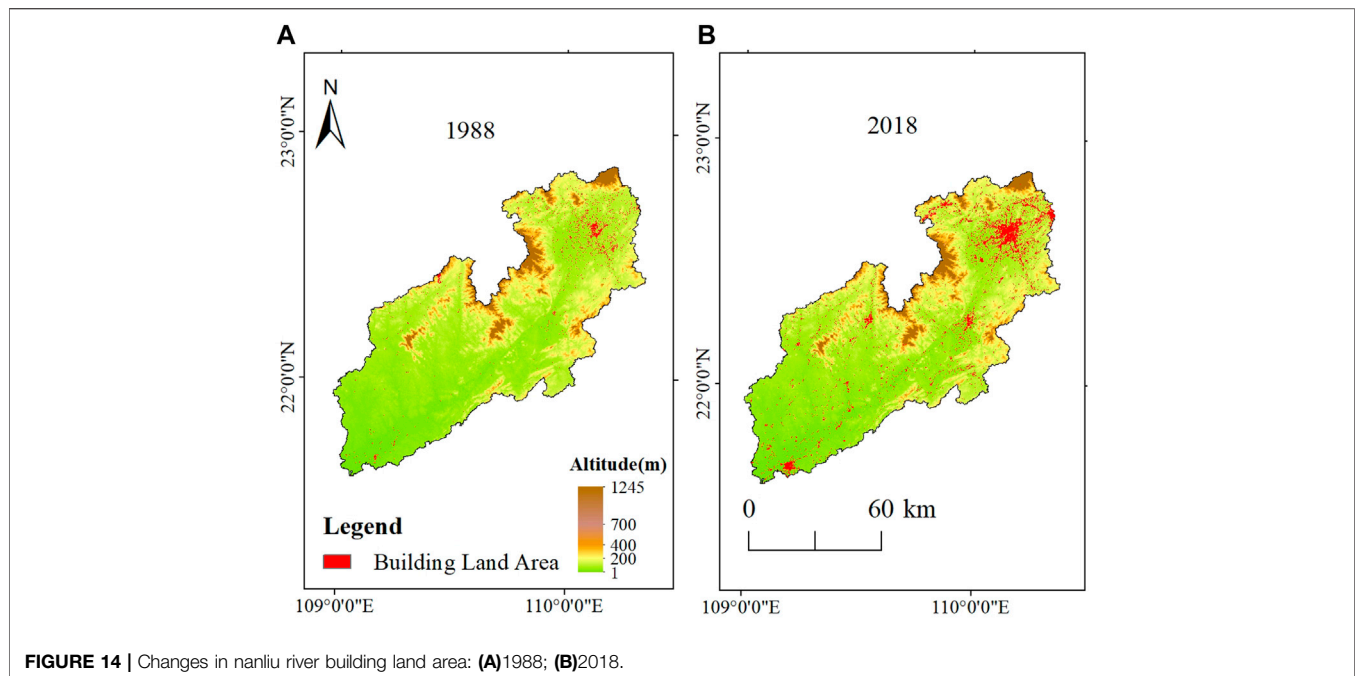 A
B
N
1988
2018
23°0'0"N
23°0'0"N
22°0'0"N
22°0'0"N
Altitude(m)
1245
700
400
200
1
Legend
Building Land Area
0 60 km
109°0'0"E 110°0'0"E
109°0'0"E 110°0'0"E
FIGURE 14 | Changes in nanliu river building land area: (A)1988; (B)2018.